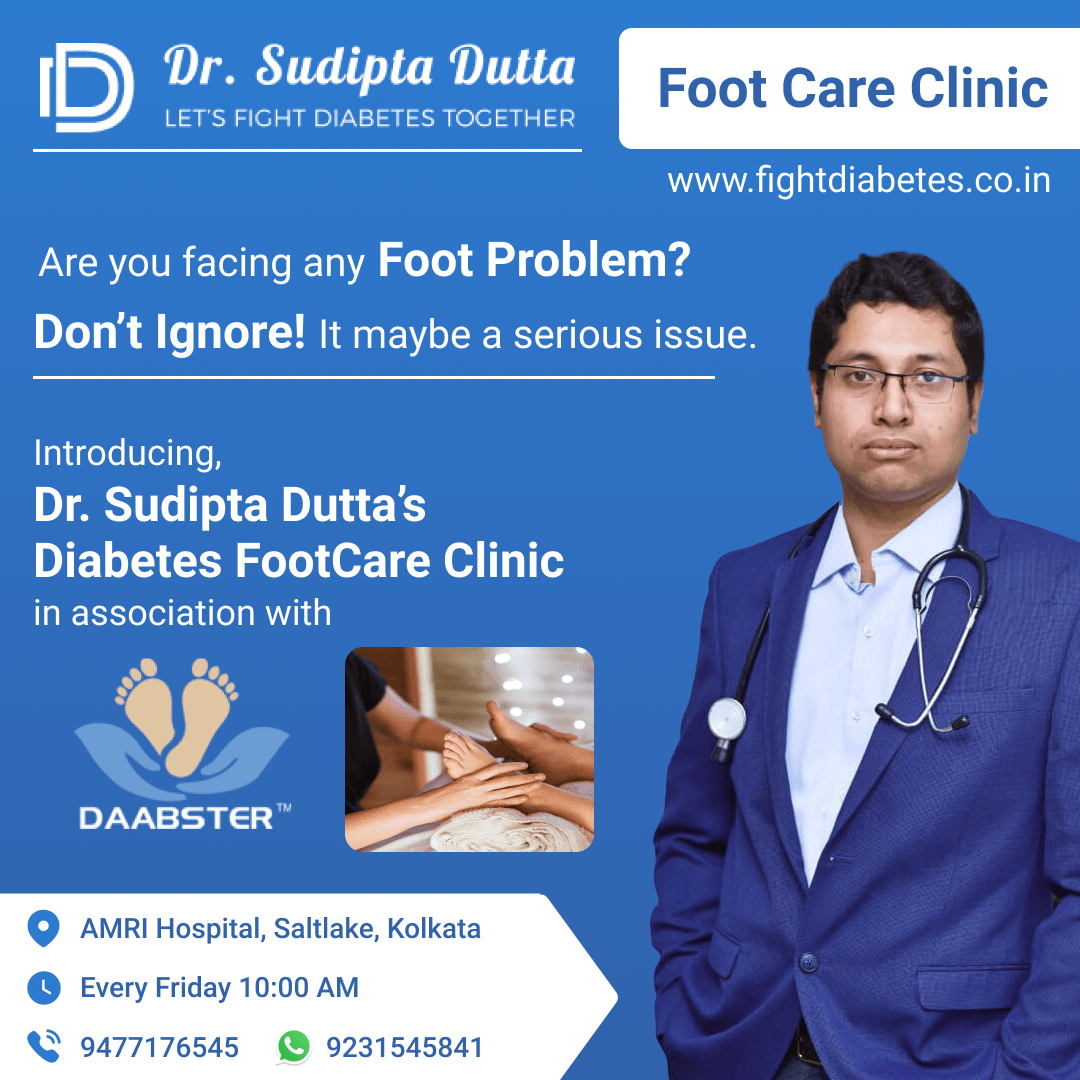 Dr. Sudipta Dutta
LET'S FIGHT DIABETES TOGETHER
Foot Care Clinic
www.fightdiabetes.co.in
Are you facing any Foot Problem?
Don't Ignore! It maybe a serious issue.
Introducing,
Dr. Sudipta Dutta's
Diabetes FootCare Clinic
in association with
DAABSTER™
AMRI Hospital, Saltlake, Kolkata
Every Friday 10:00 AM
9477176545 9231545841